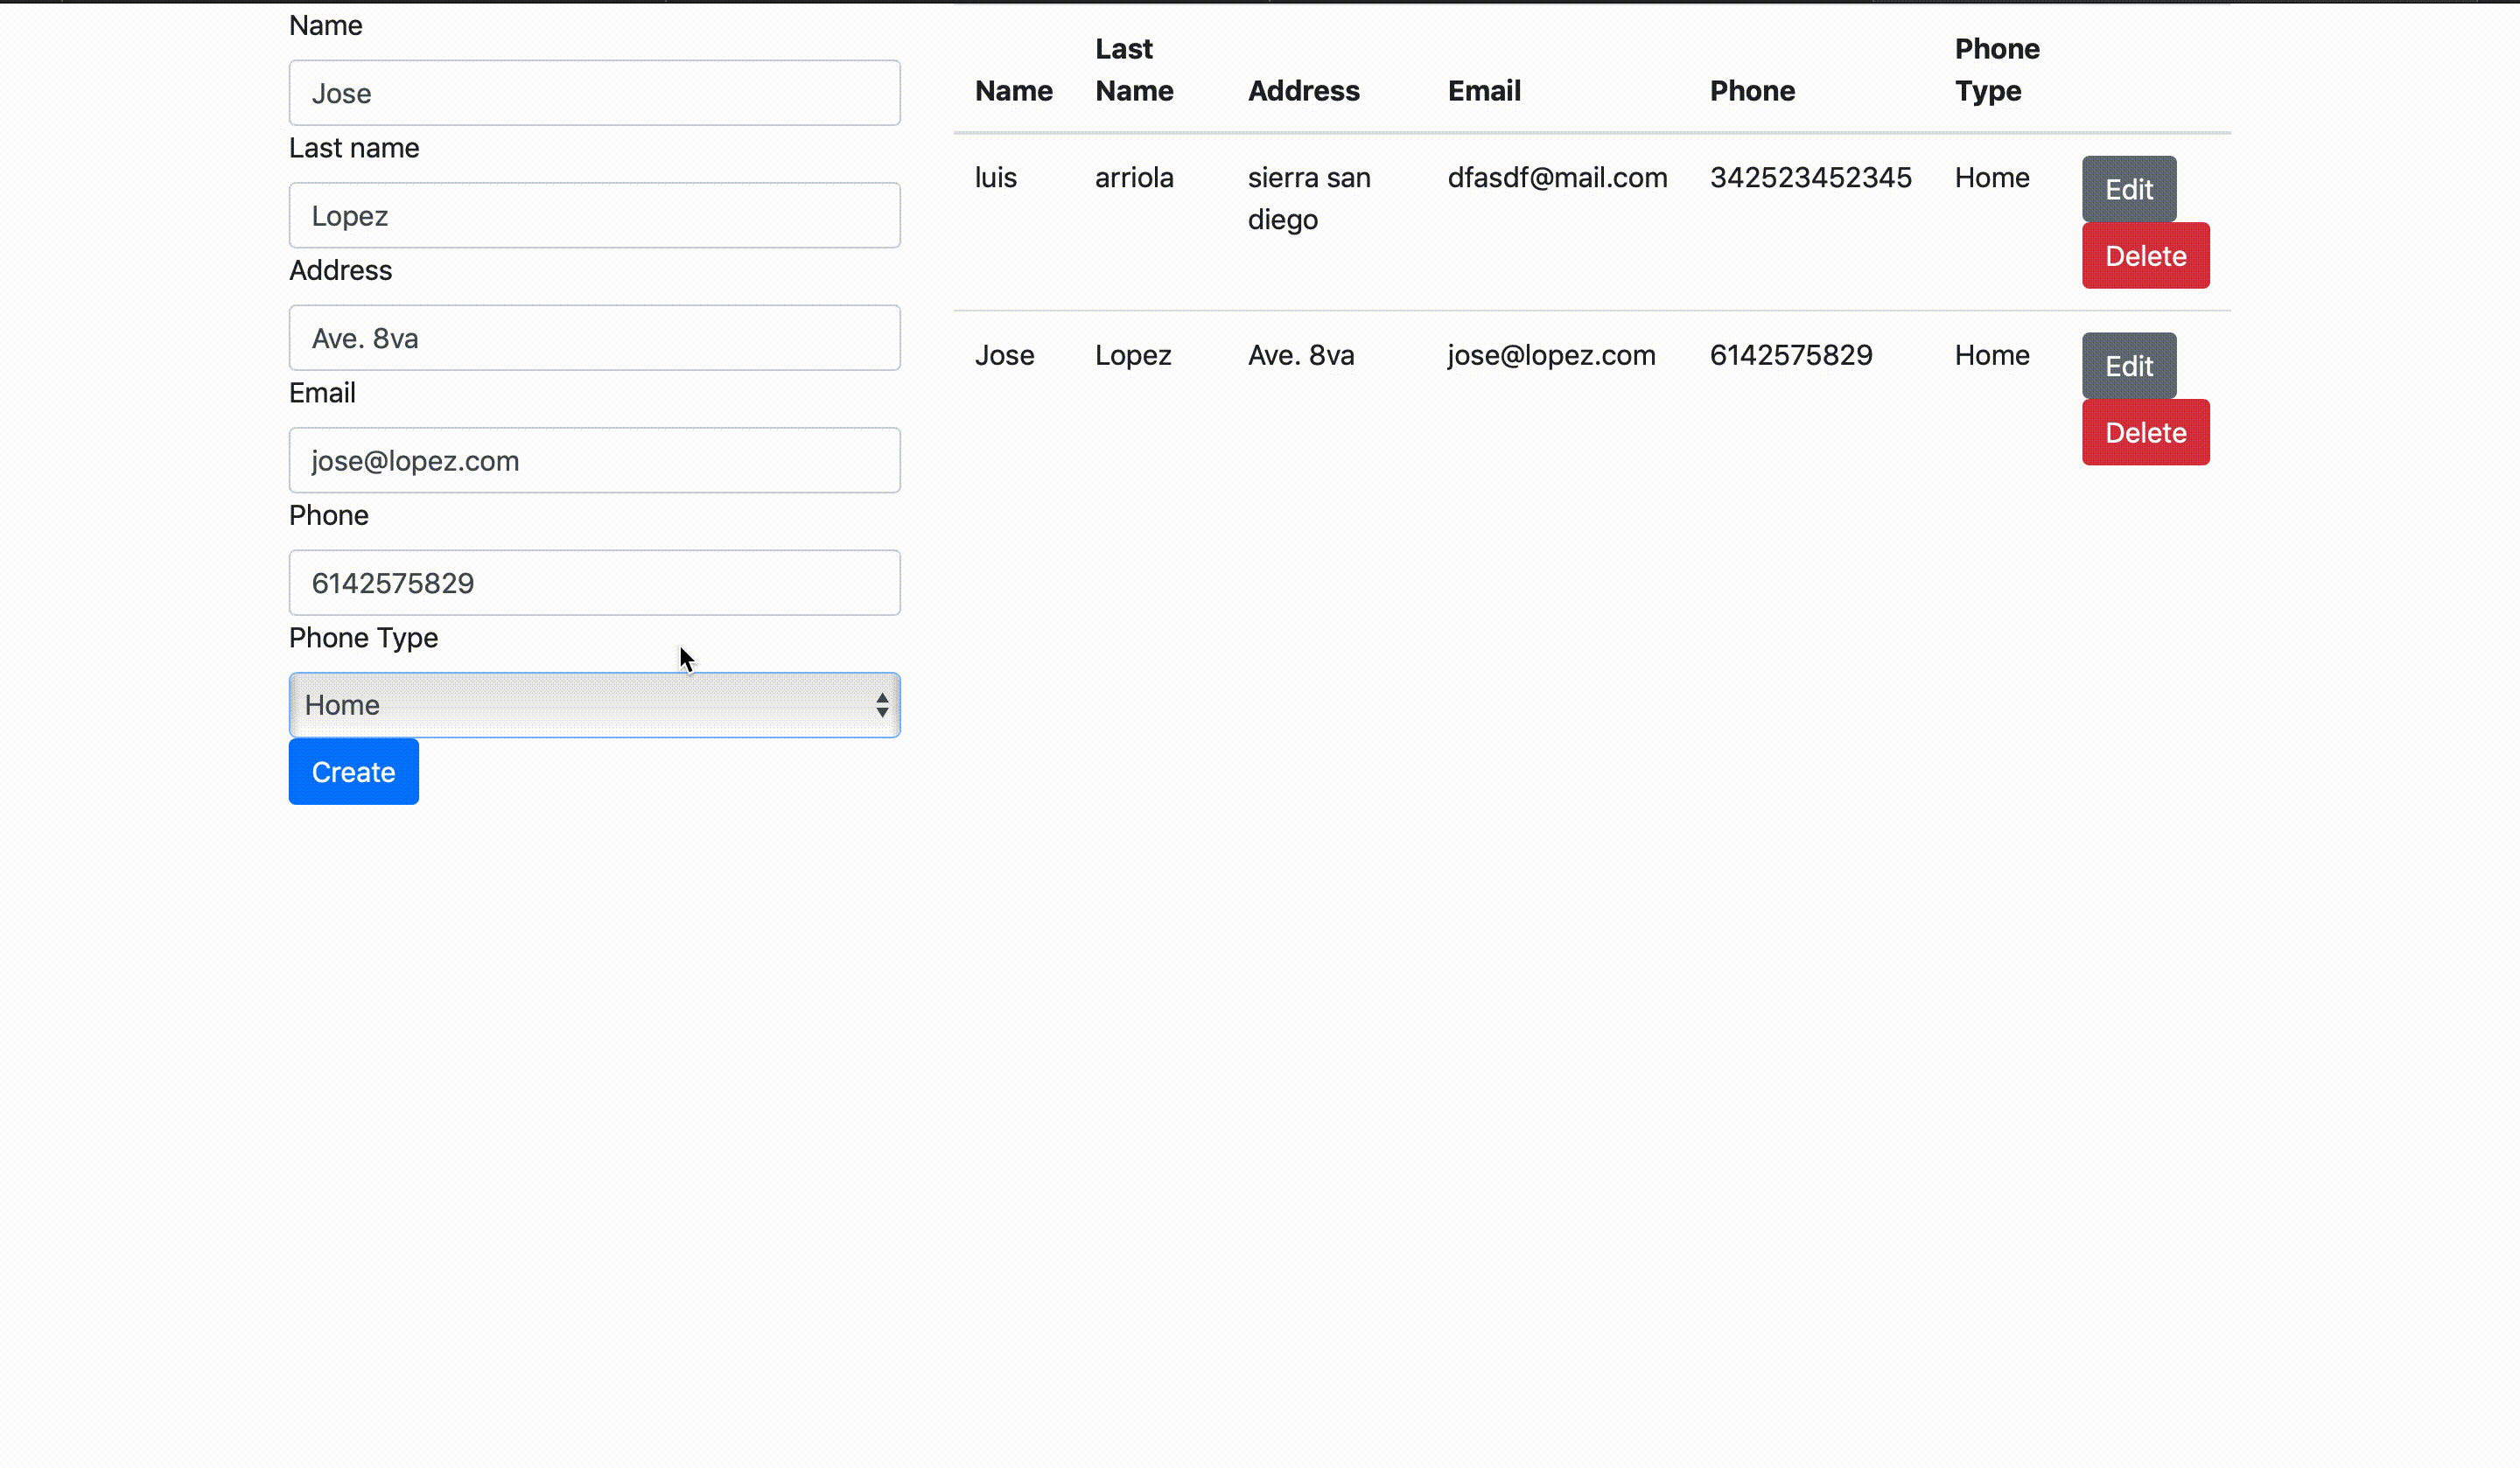 Name
Jose
Last name
Lopez
Address
Ave. 8va
Email
jose@lopez.com
Phone
6142575829
Phone Type
Home
Create
Name Last Name Address Email Phone Phone Type
luis arriola sierra san diego dfasdf@mail.com 342523452345 Home Edit
Delete
Jose Lopez Ave. 8va jose@lopez.com 6142575829 Home Edit
Delete